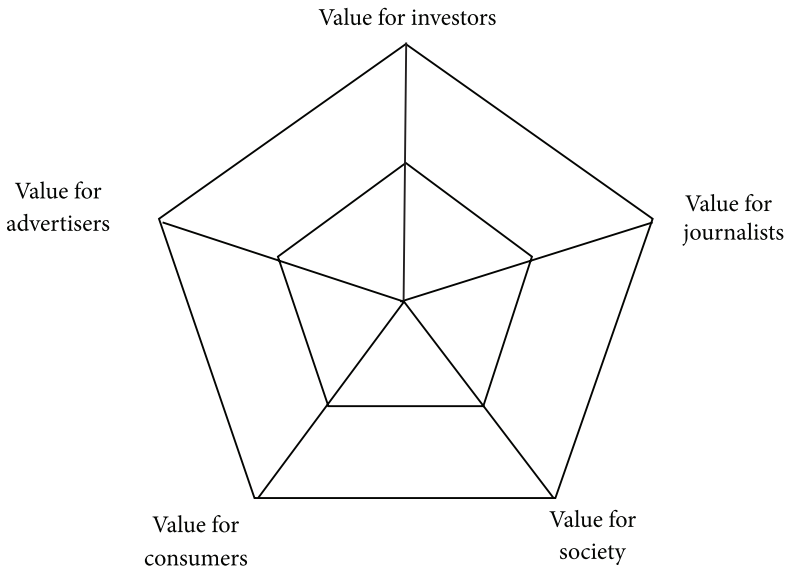 Value for investors
Value for
advertisers
Value for
journalists
Value for
consumers
Value for
society